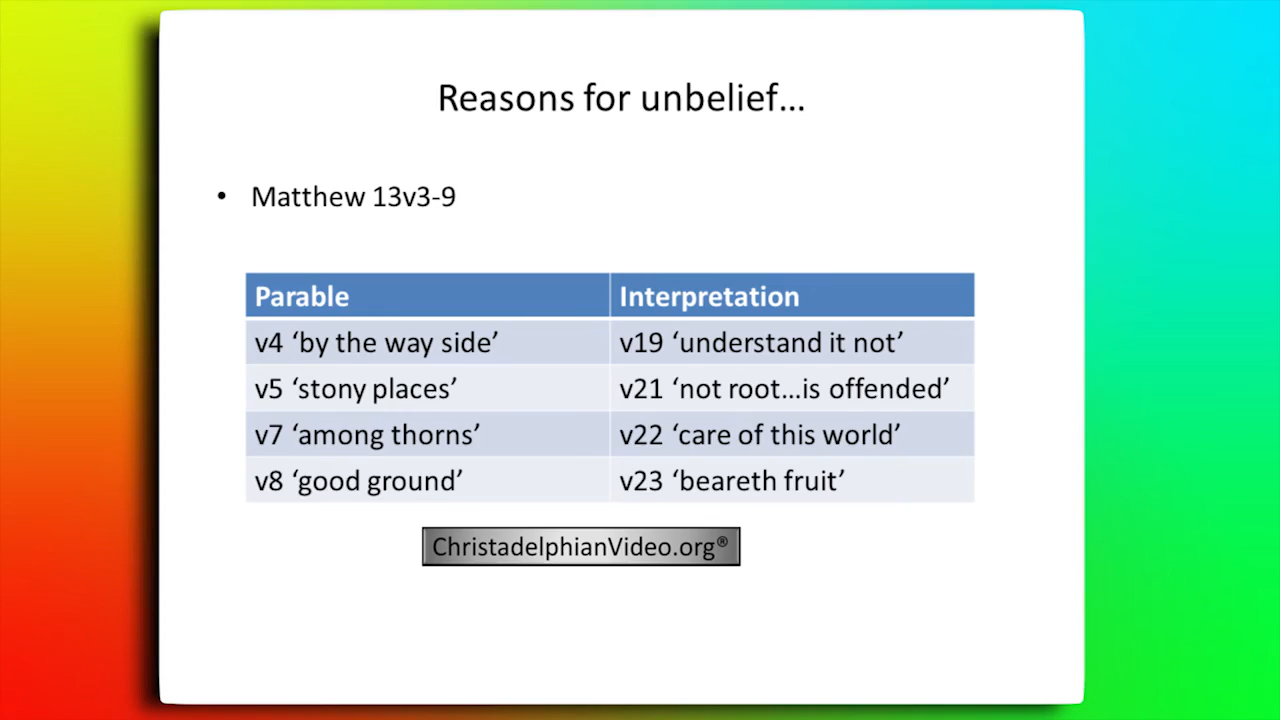 Reasons for unbelief…
• Matthew 13v3-9
Parable Interpretation
v4 ‘by the way side’ v19 ‘understand it not’
v5 ‘stony places’ v21 ‘not root…is offended’
v7 ‘among thorns’ v22 ‘care of this world’
v8 ‘good ground’ v23 ‘beareth fruit’
ChristadelphianVideo.org®